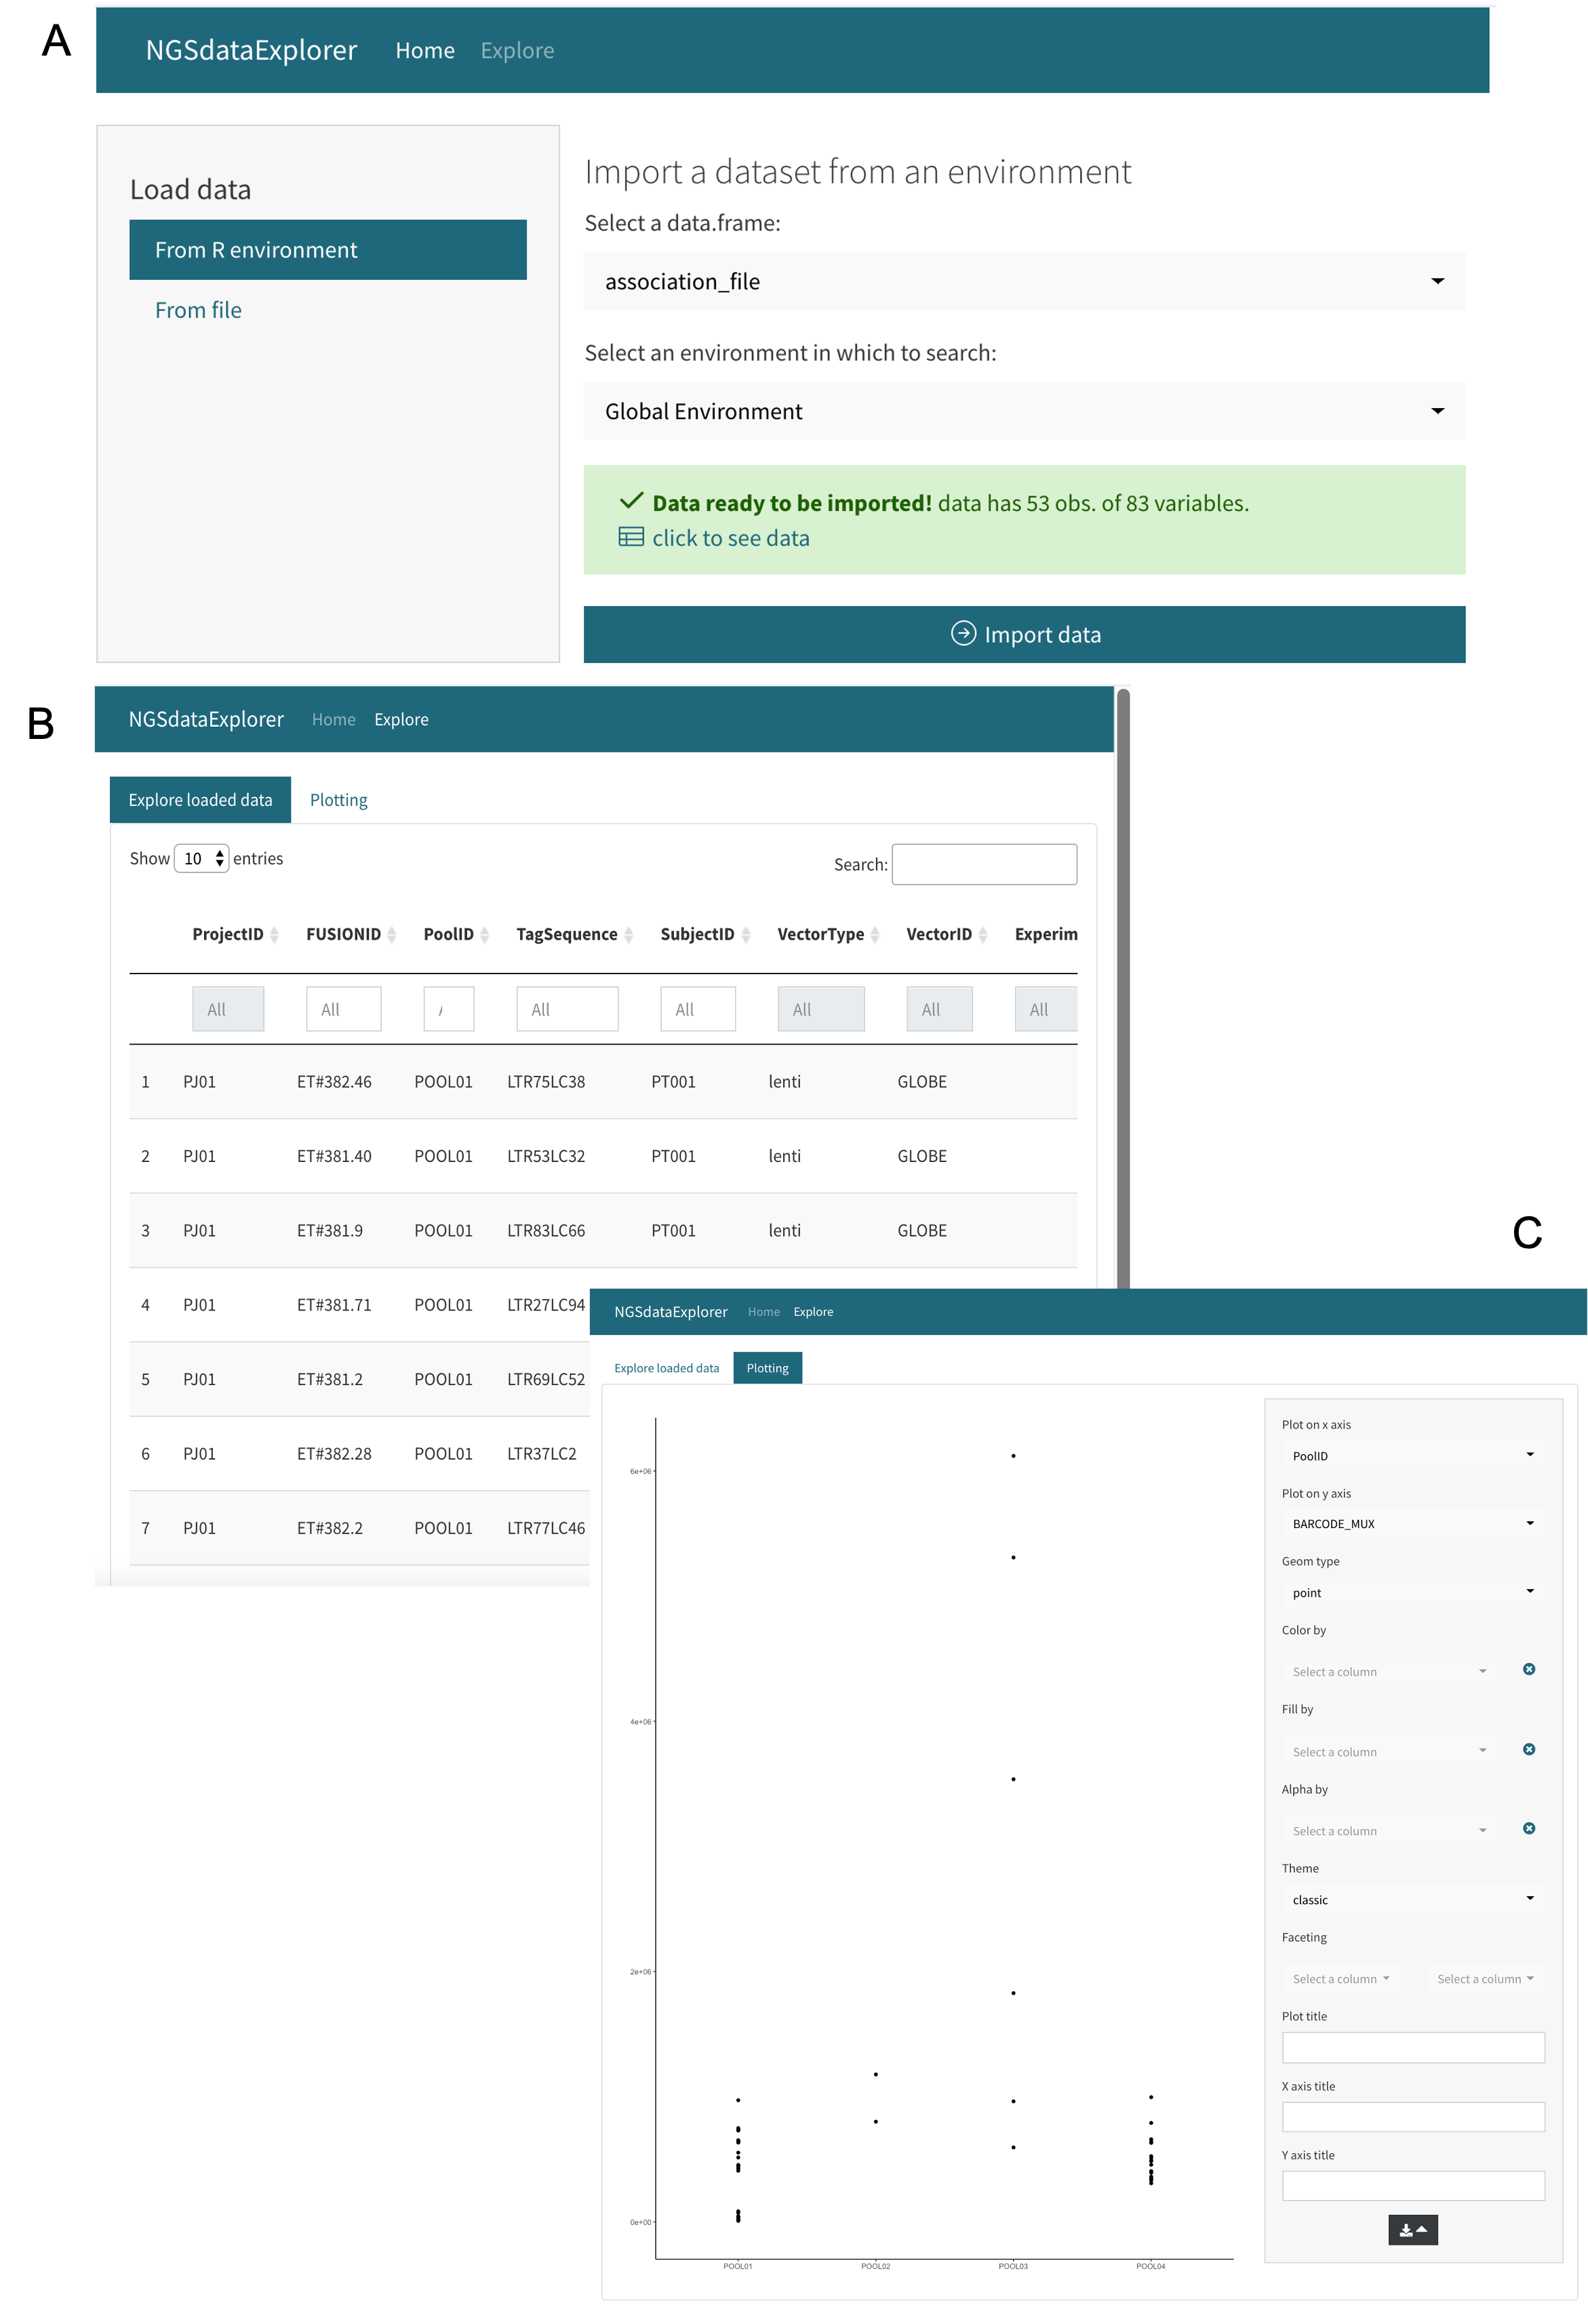 A
NGSdataExplorer Home Explore
Load data
From R environment
From file
Import a dataset from an environment
Select a data.frame:
association_file
Select an environment in which to search:
Global Environment
Data ready to be imported! data has 53 obs. of 83 variables.
click to see data
Import data
B
NGSdataExplorer Home Explore
Explore loaded data Plotting
Show 10 entries Search:
ProjectID FUSIONID PoolID TagSequence SubjectID VectorType VectorID Experim
All All All All All All All
1 PJ01 ET#382.46 POOL01 LTR75LC38 PT001 lenti GLOBE
2 PJ01 ET#381.40 POOL01 LTR53LC32 PT001 lenti GLOBE
3 PJ01 ET#381.9 POOL01 LTR83LC66 PT001 lenti GLOBE
4 PJ01 ET#381.71 POOL01 LTR27LC94
5 PJ01 ET#381.2 POOL01 LTR69LC52
6 PJ01 ET#382.28 POOL01 LTR37LC2
7 PJ01 ET#382.2 POOL01 LTR77LC46
C
NGSdataExplorer Home Explore
Explore loaded data Plotting
6e+06
4e+06
2e+06
0e+00
POOL01 POOL02 POOL03 POOL04
Plot on x axis
PoolID
Plot on y axis
BARCODE_MUX
Geom type
point
Color by
Select a column
Fill by
Select a column
Alpha by
Select a column
Theme
classic
Faceting
Select a column Select a column
Plot title
X axis title
Y axis title